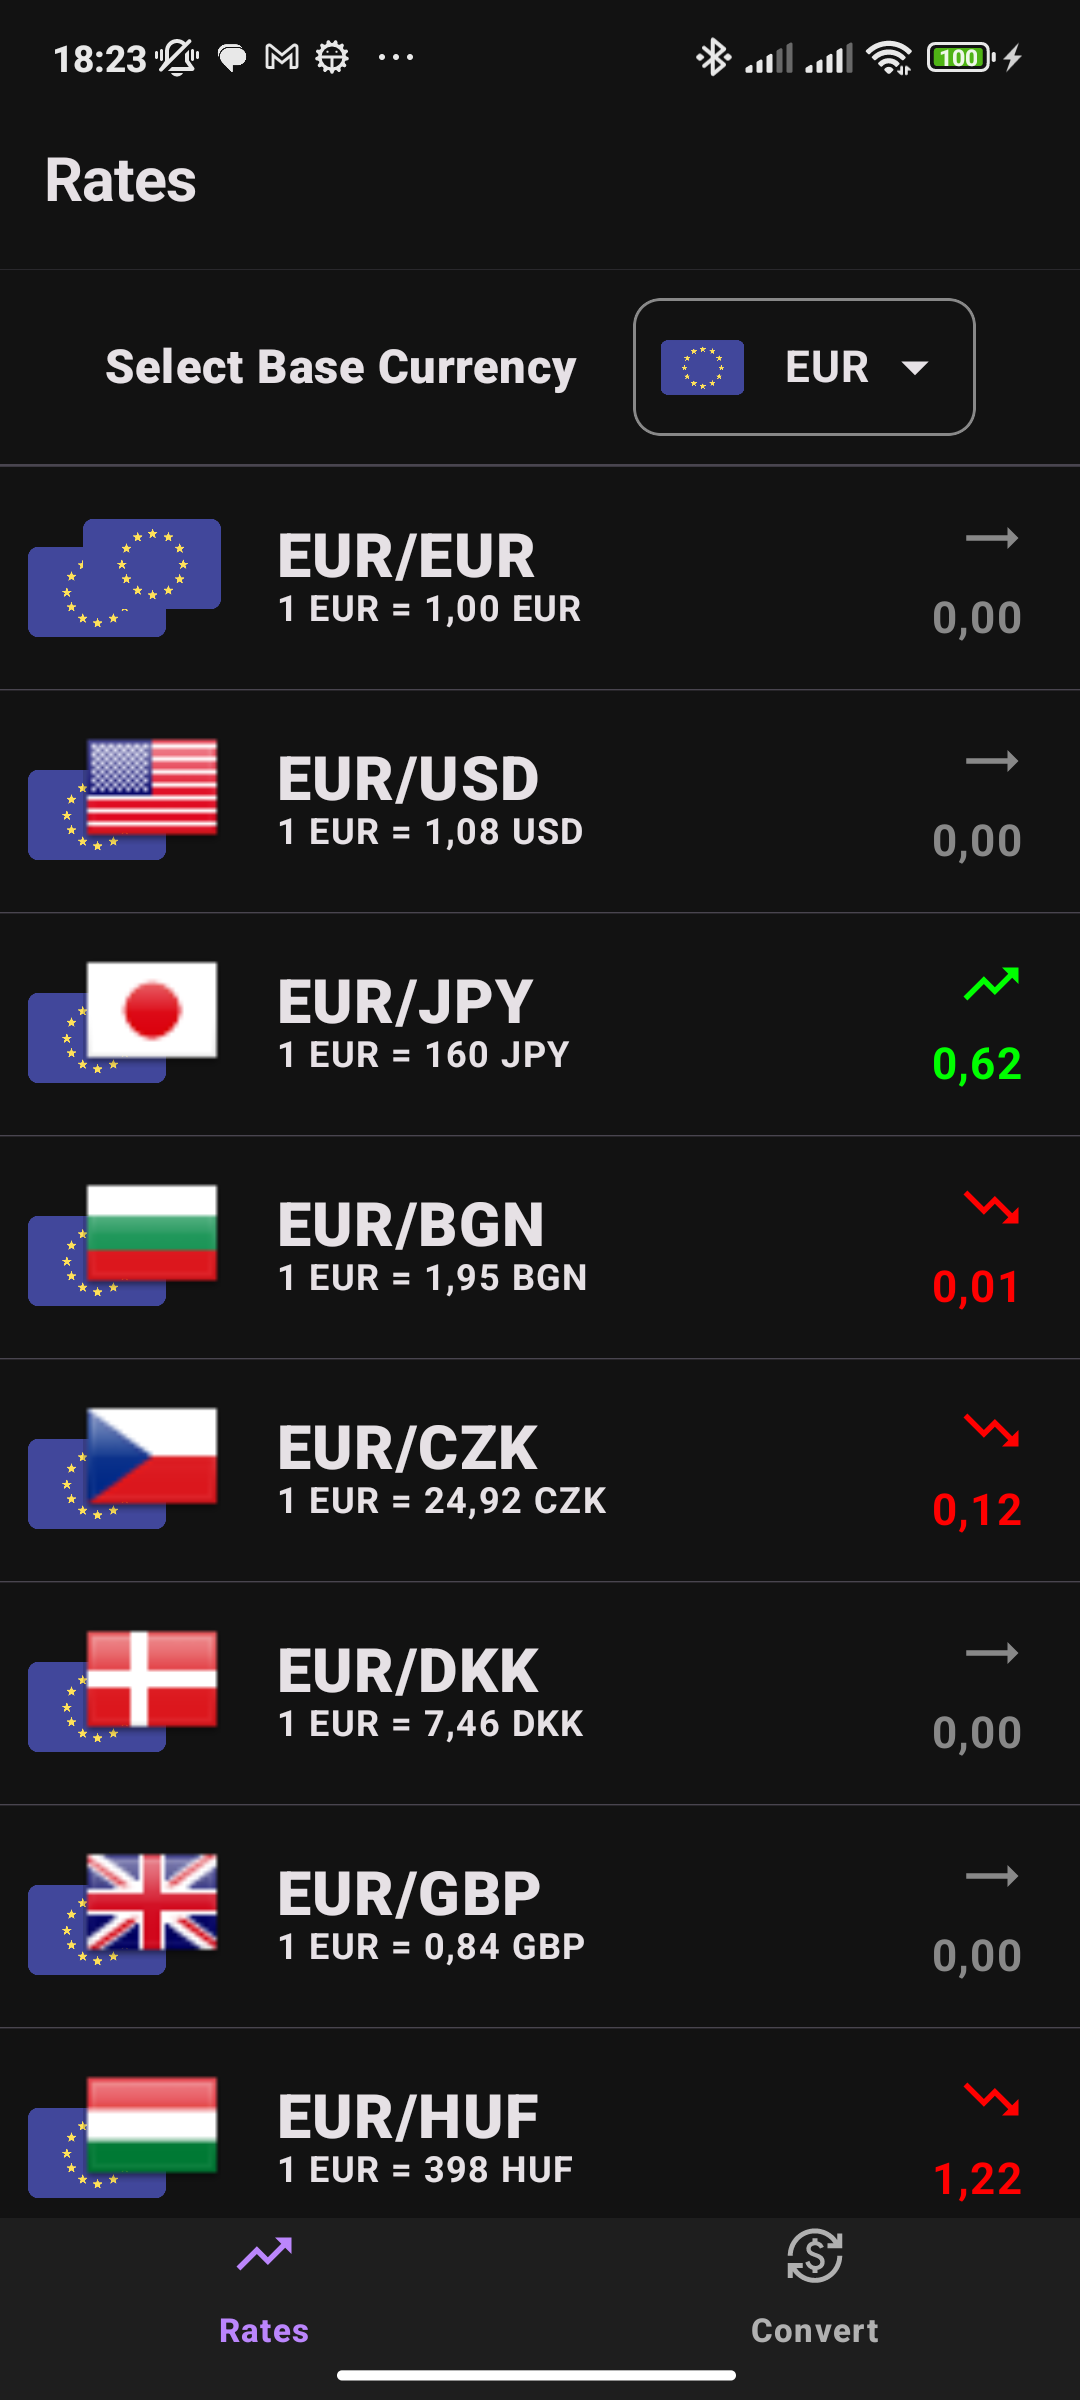 18:23
100
Rates
Select Base Currency
EUR
EUR/EUR
1 EUR = 1,00 EUR
0,00
EUR/USD
1 EUR = 1,08 USD
0,00
EUR/JPY
1 EUR = 160 JPY
0,62
EUR/BGN
1 EUR = 1,95 BGN
0,01
EUR/CZK
1 EUR = 24,92 CZK
0,12
EUR/DKK
1 EUR = 7,46 DKK
0,00
EUR/GBP
1 EUR = 0,84 GBP
0,00
EUR/HUF
1 EUR = 398 HUF
1,22
Rates
Convert